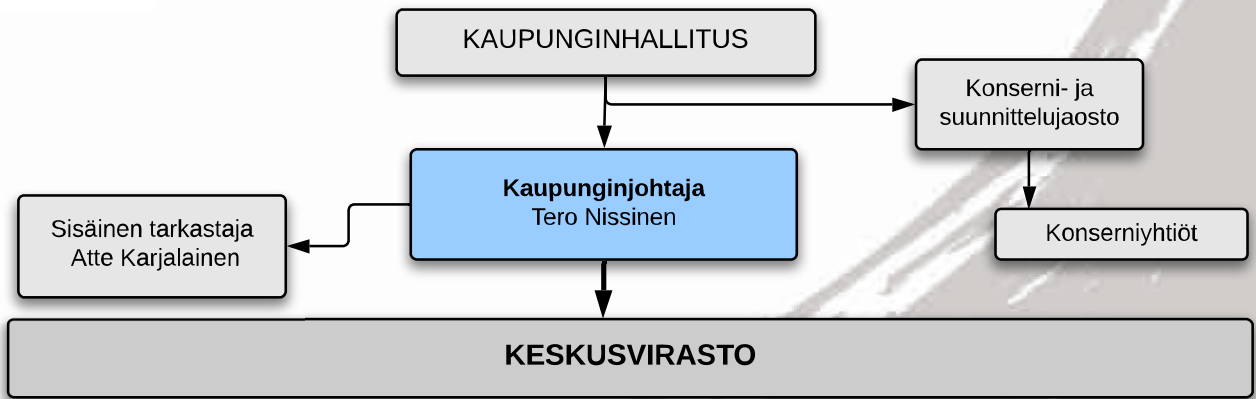 KAUPUNGINHALLITUS
Konserni- ja
suunnittelujaosto
Kaupunginjohtaja
Tero Nissinen
Sisäinen tarkastaja
Atte Karjalainen
Konserniyhtiöt
KESKUSVIRASTO